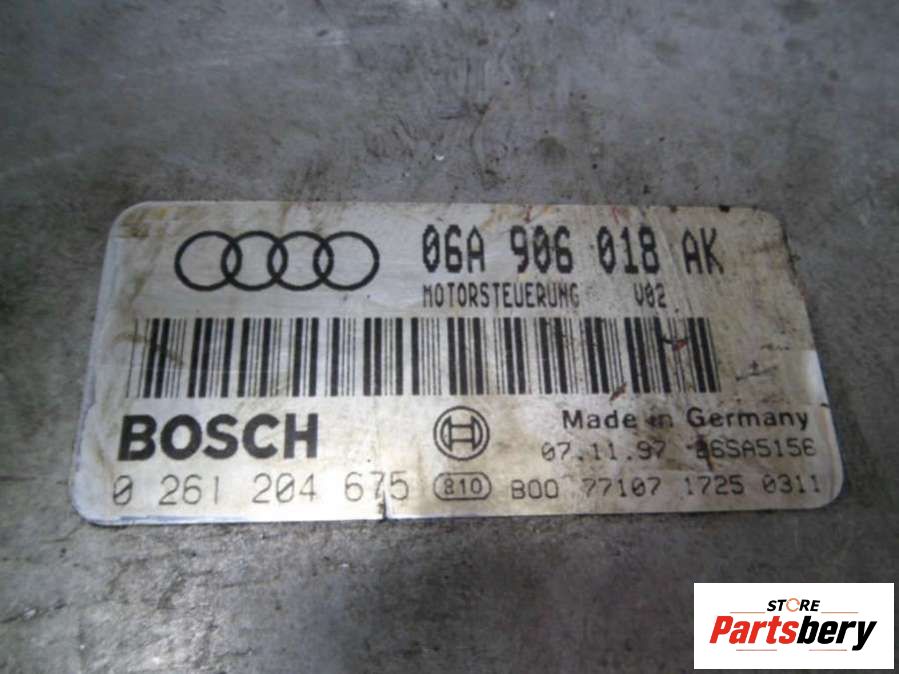 06A 906 018 AK
MOTORSTEUERUNG V02
BOSCH
Made in Germany
07.11.97 06SA5156
0 261 204 675 810 B00 77107 1725 0311
STORE
Partsbery